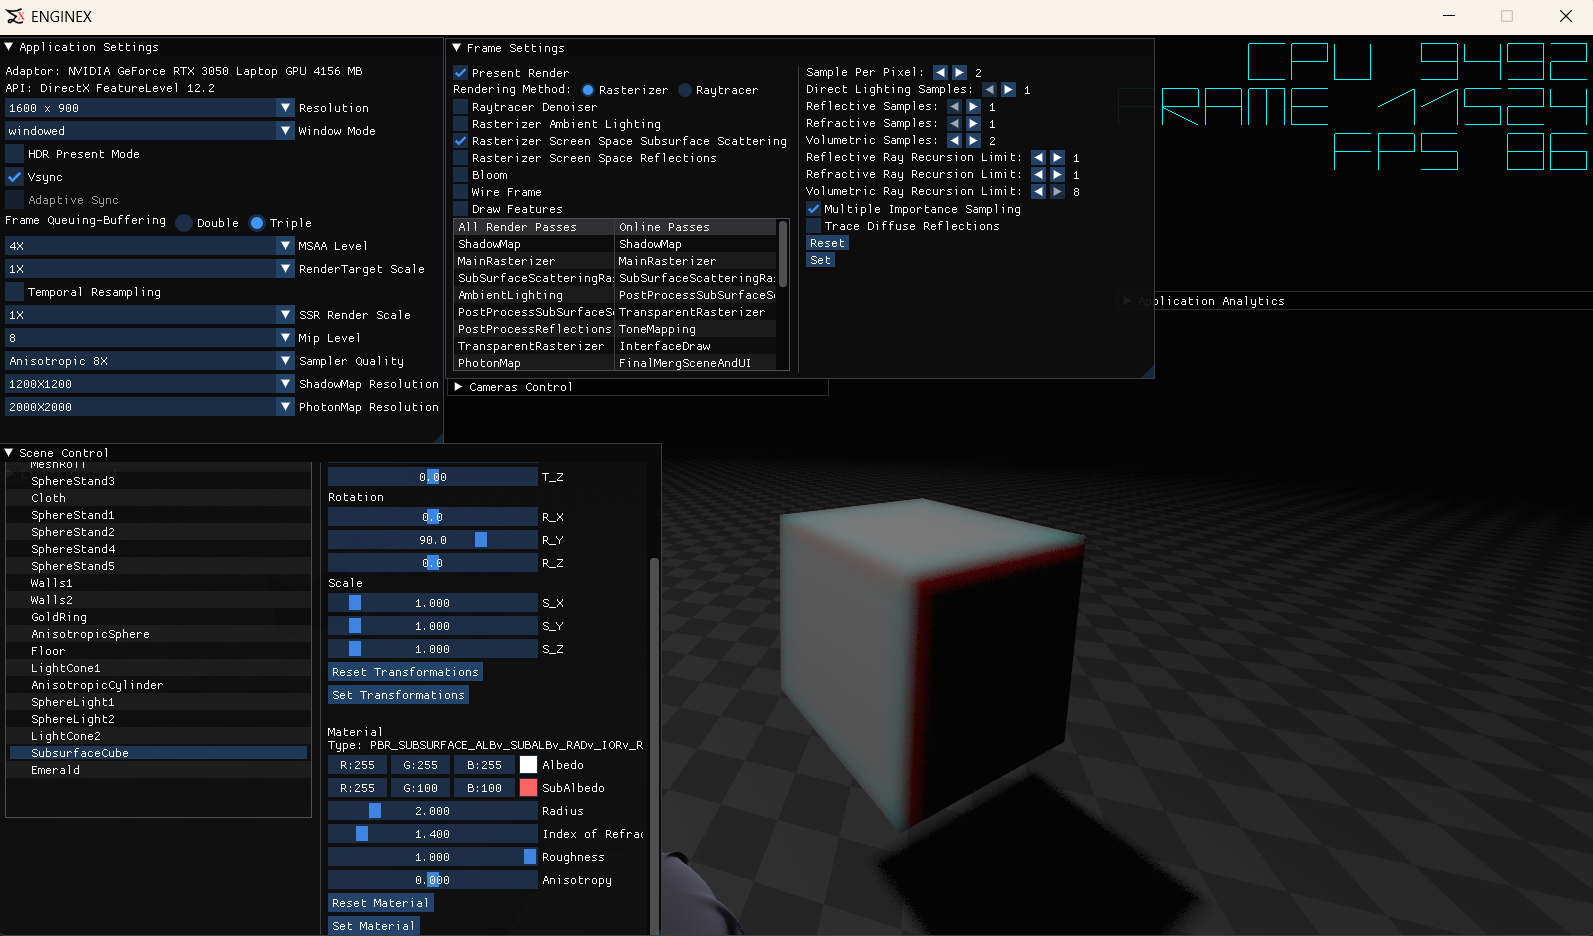 ENGINEX
Application Settings
Adaptor: NVIDIA GeForce RTX 3050 Laptop GPU 4156 MB
API: DirectX FeatureLevel 12.2
1600 x 900 Resolution
windowed Window Mode
HDR Present Mode
Vsync
Adaptive Sync
Frame Queuing-Buffering Double Triple
4X MSAA Level
1X RenderTarget Scale
Temporal Resampling
1X SSR Render Scale
8 Mip Level
Anisotropic 8X Sampler Quality
1200X1200 ShadowMap Resolution
2000X2000 PhotonMap Resolution
Frame Settings
Present Render
Rendering Method: Rasterizer Raytracer
Raytracer Denoiser
Rasterizer Ambient Lighting
Rasterizer Screen Space Subsurface Scattering
Rasterizer Screen Space Reflections
Bloom
Wire Frame
Draw Features
All Render Passes Online Passes
ShadowMap ShadowMap
MainRasterizer MainRasterizer
SubSurfaceScatteringRa SubSurfaceScatteringRa
AmbientLighting PostProcessSubSurfaceS
PostProcessSubSurfaceS TransparentRasterizer
PostProcessReflections ToneMapping
TransparentRasterizer InterfaceDraw
PhotonMap FinalMergSceneAndUI
Sample Per Pixel: 2
Direct Lighting Samples: 1
Reflective Samples: 1
Refractive Samples: 1
Volumetric Samples: 2
Reflective Ray Recursion Limit: 1
Refractive Ray Recursion Limit: 1
Volumetric Ray Recursion Limit: 8
Multiple Importance Sampling
Trace Diffuse Reflections
Reset
Set
CPU 9492
FRAME 11524
FPS 86
Application Analytics
Cameras Control
Scene Control
MeshRoll
SphereStand3
Cloth
SphereStand1
SphereStand2
SphereStand4
SphereStand5
Walls1
Walls2
GoldRing
AnisotropicSphere
Floor
LightCone1
AnisotropicCylinder
SphereLight1
SphereLight2
LightCone2
SubsurfaceCube
Emerald
0.00 T_Z
Rotation
0.0 R_X
90.0 R_Y
0.0 R_Z
Scale
1.000 S_X
1.000 S_Y
1.000 S_Z
Reset Transformations
Set Transformations
Material
Type: PBR_SUBSURFACE_ALBv_SUBALBv_RADv_IORv_R
R:255 G:255 B:255 Albedo
R:255 G:100 B:100 SubAlbedo
2.000 Radius
1.400 Index of Refrac
1.000 Roughness
0.000 Anisotropy
Reset Material
Set Material